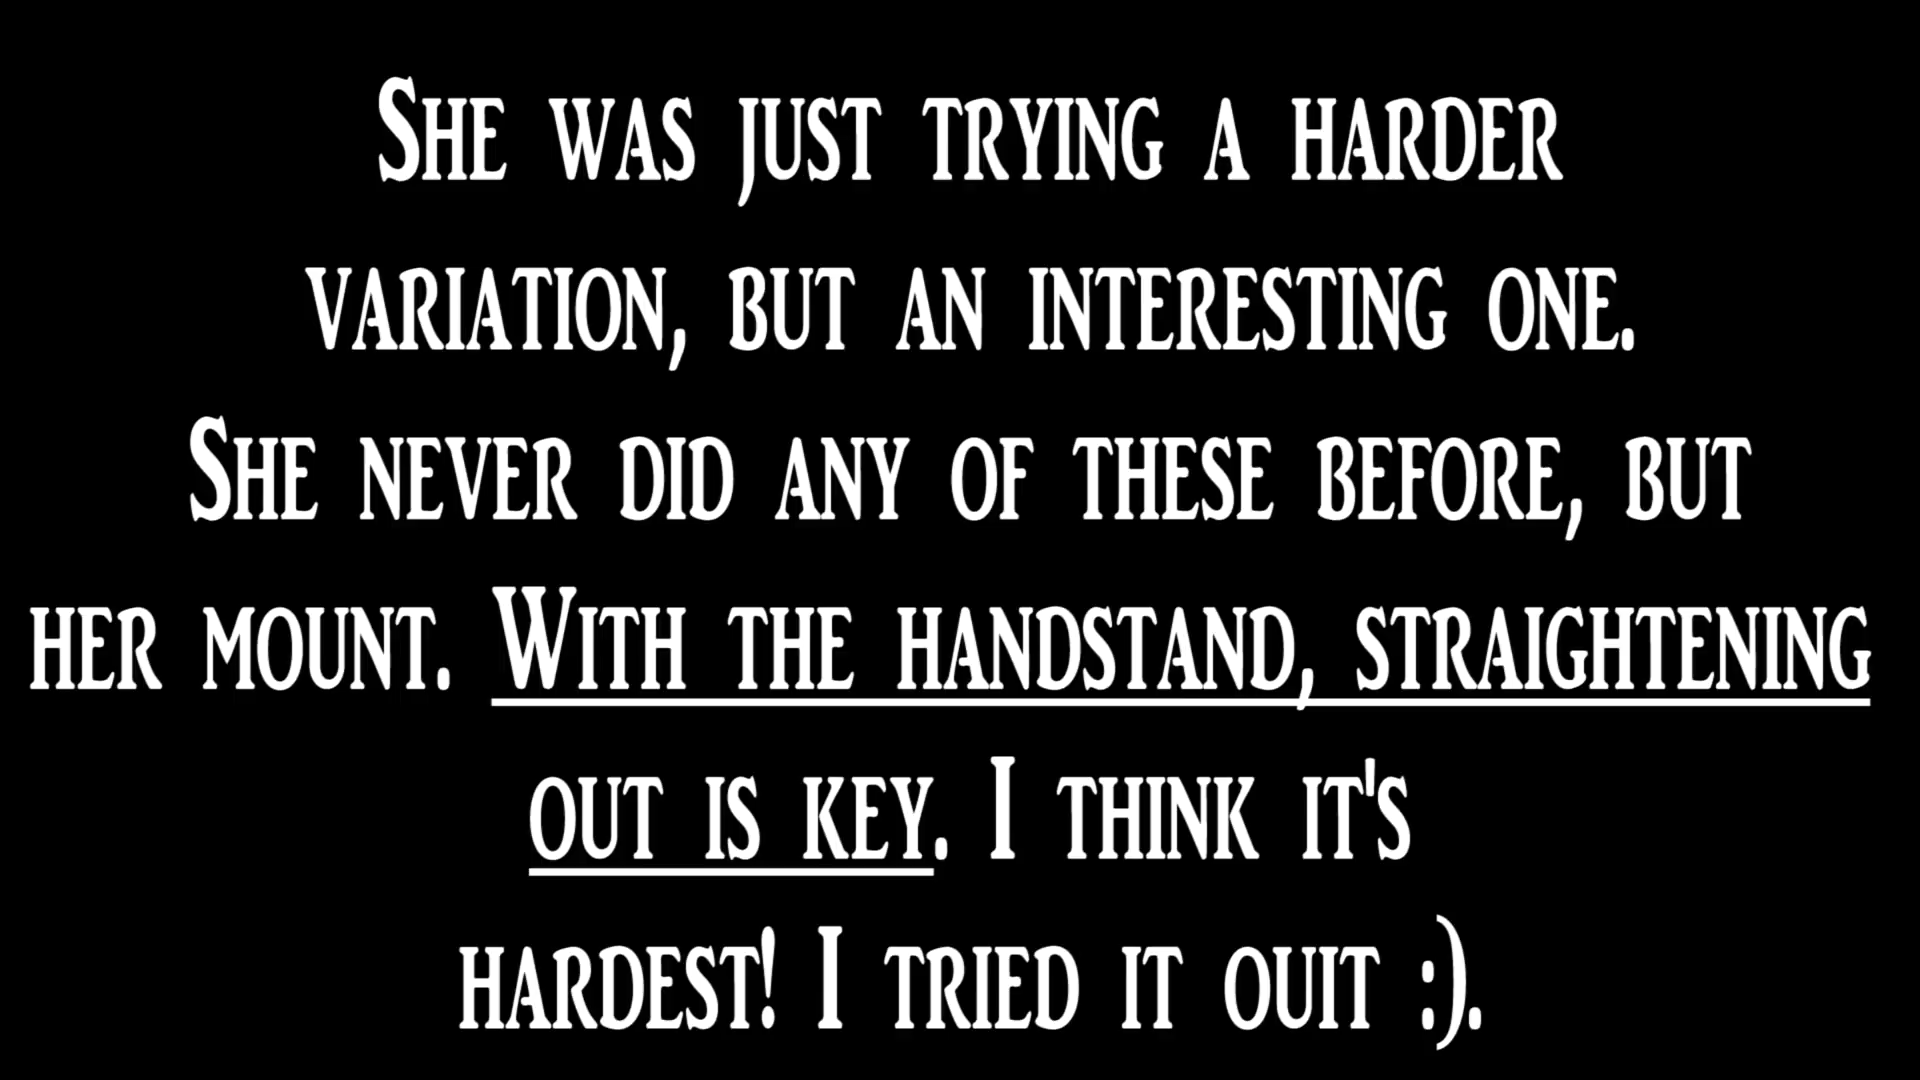 She was just trying a harder
variation, but an interesting one.
She never did any of these before, but
her mount. With the handstand, straightening
out is key. I think it's
hardest! I tried it ouit :).